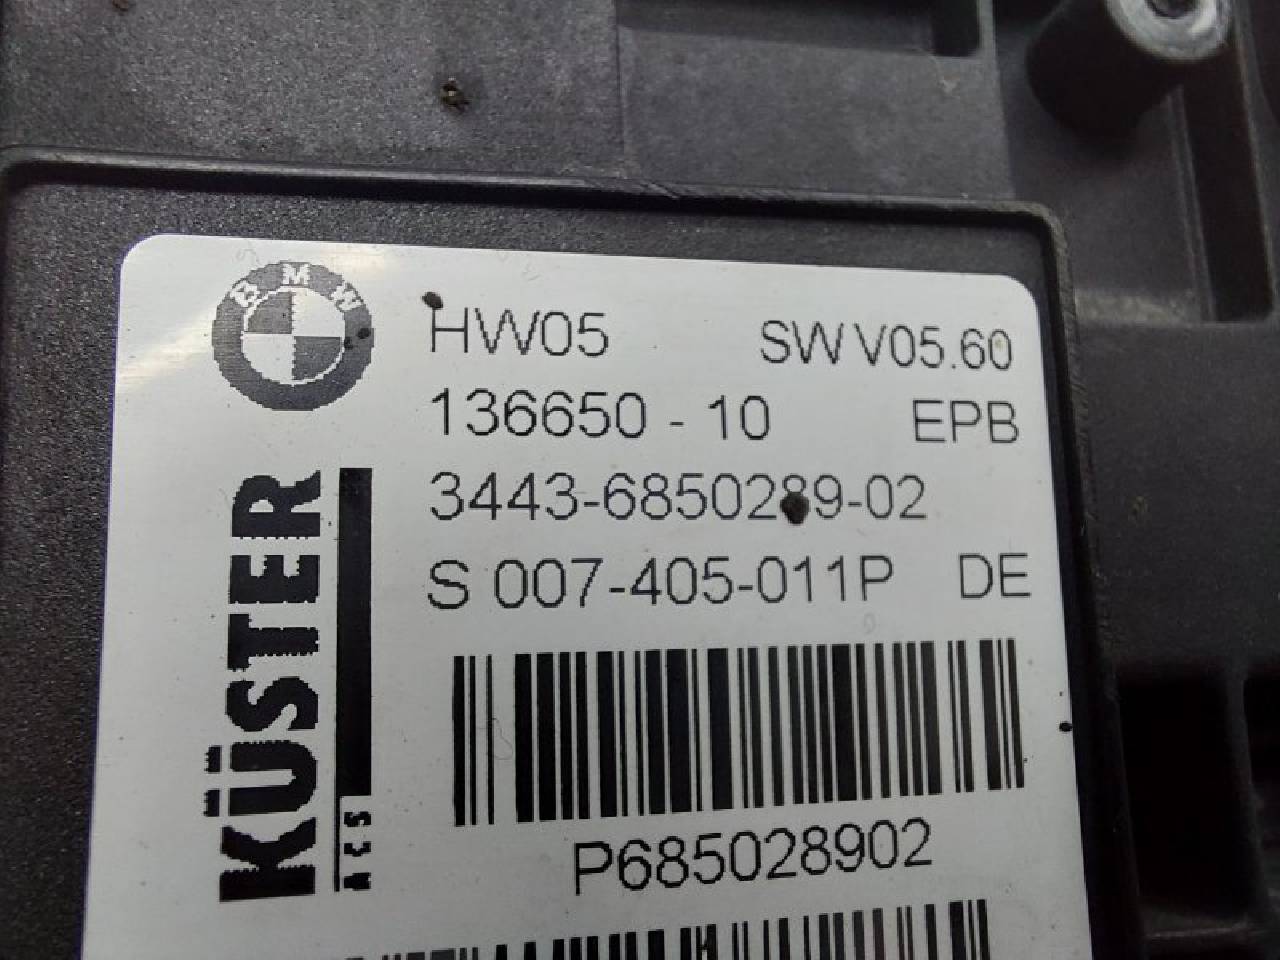 BMW
HW05 SW V05.60
136650 - 10 EPB
3443-6850289-02
S 007-405-011P DE
KÜSTER
ACS
P685028902